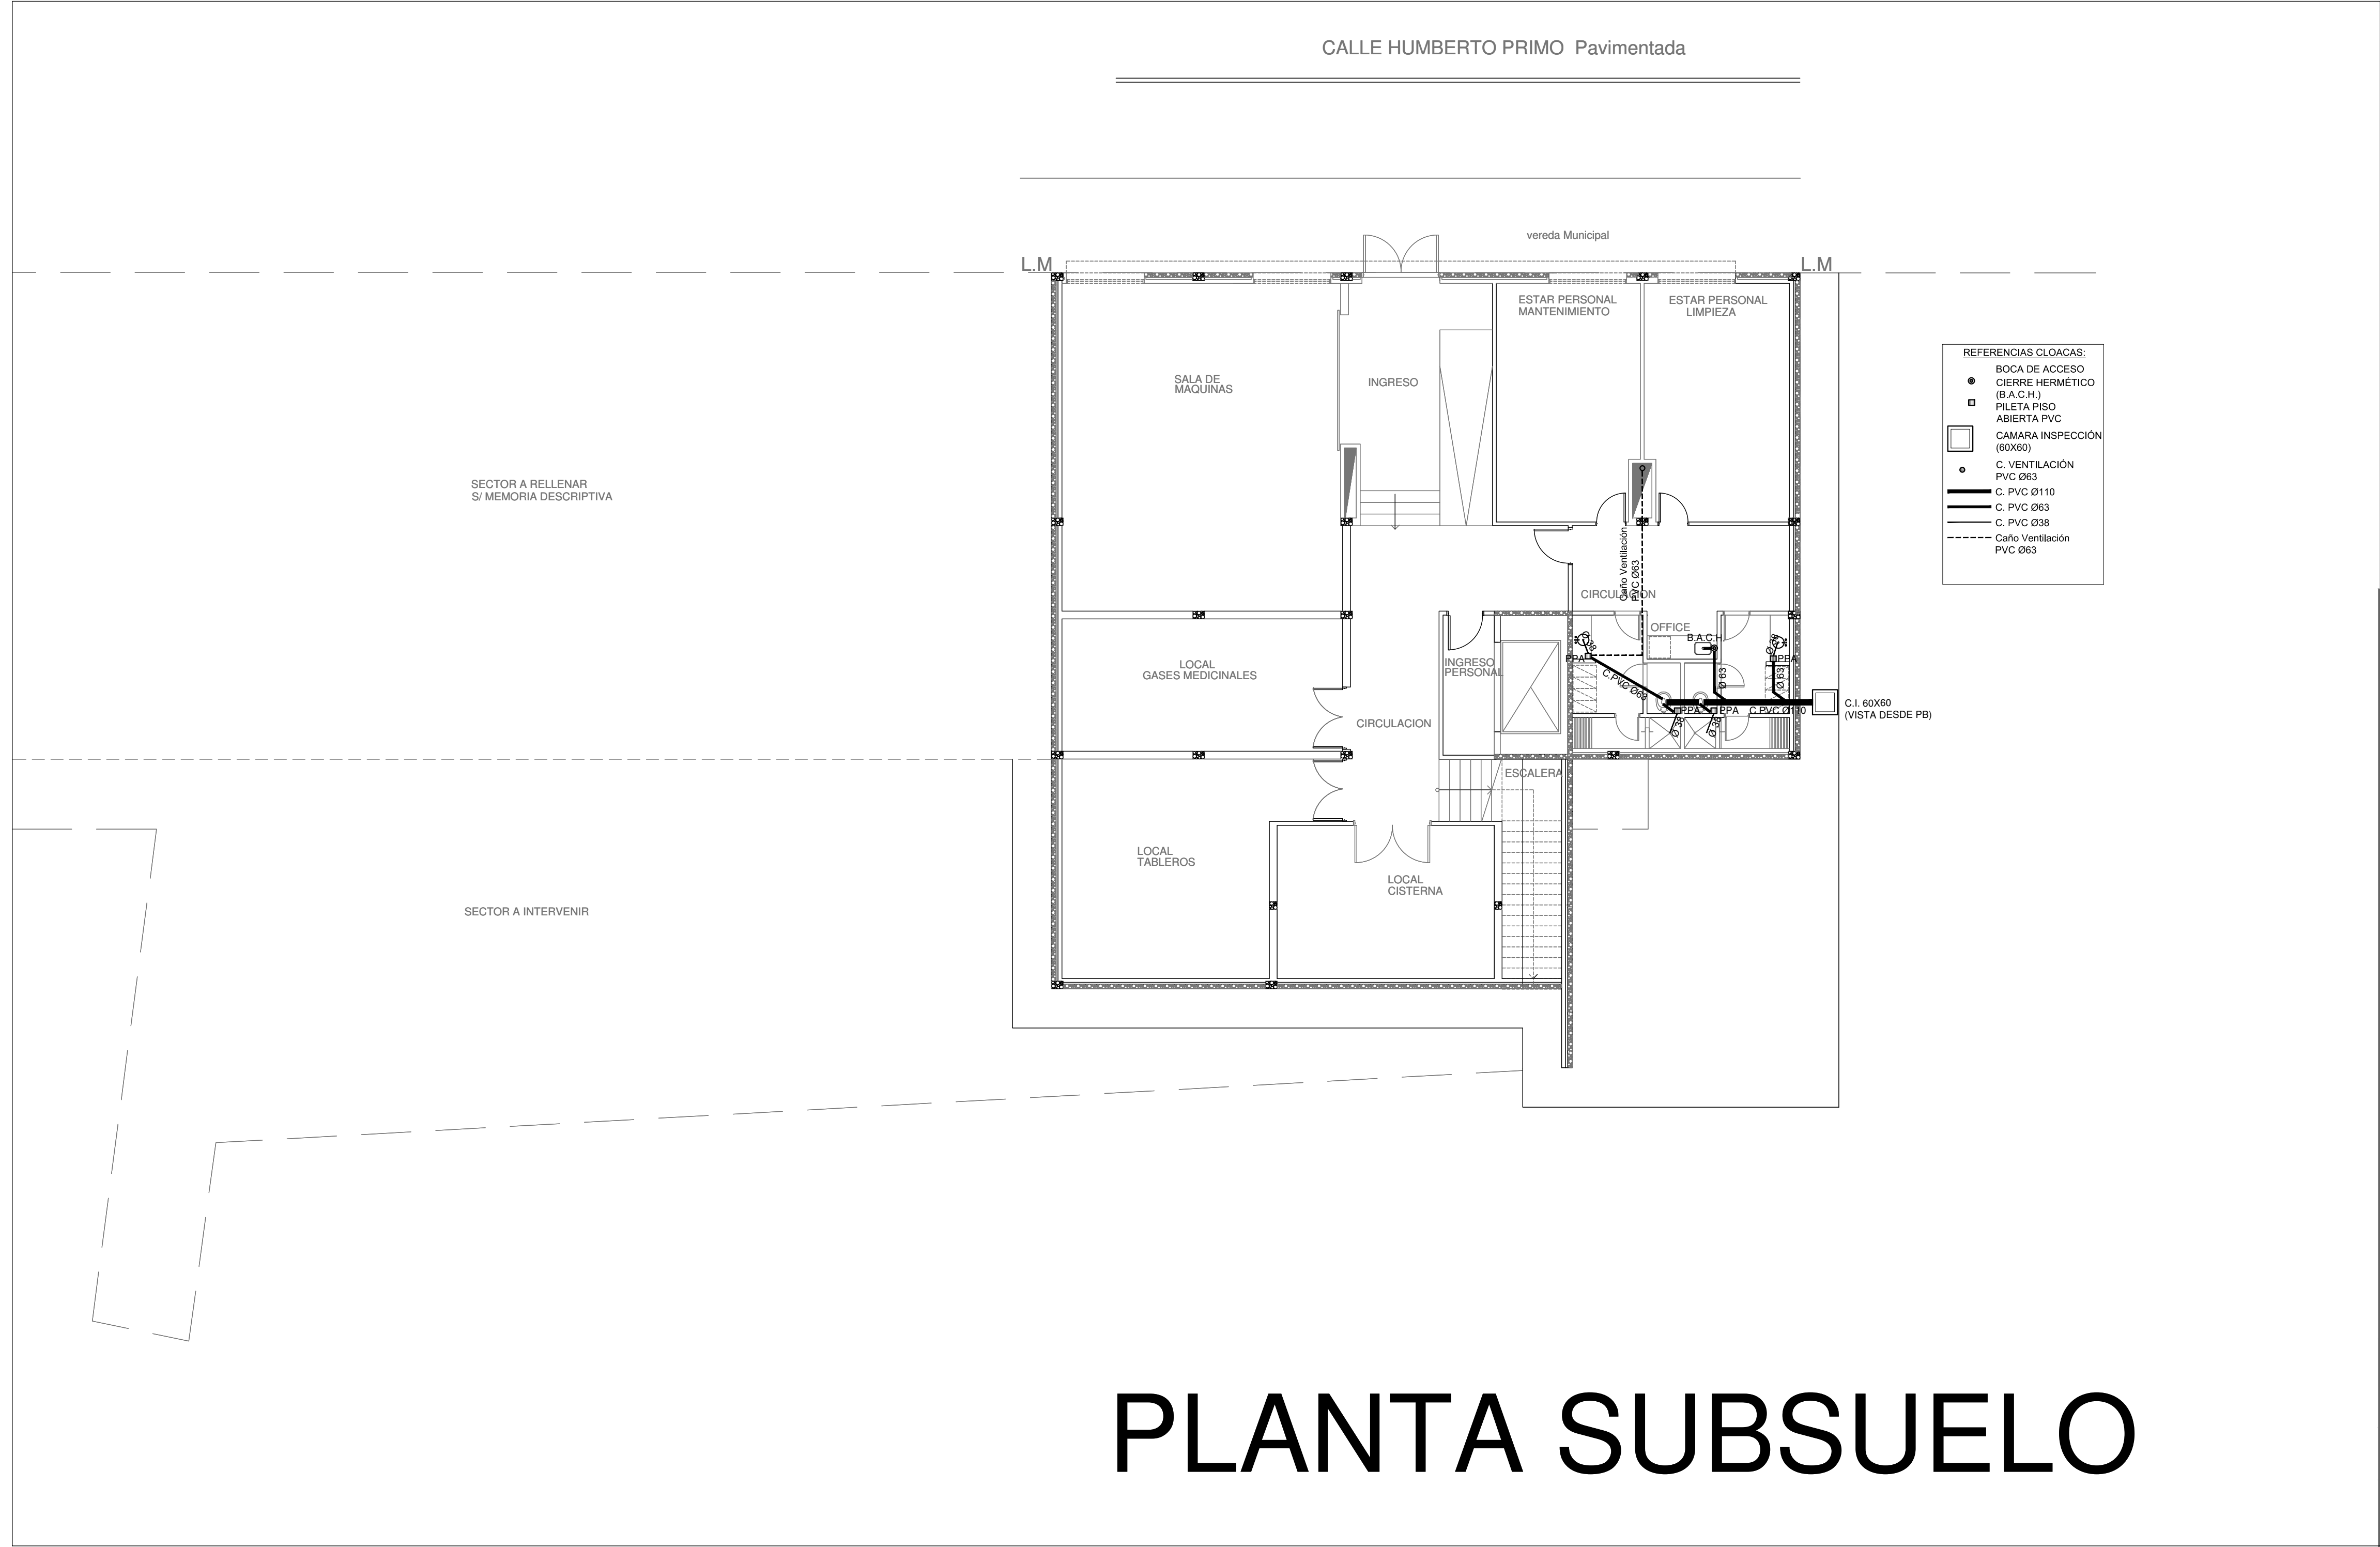 CALLE HUMBERTO PRIMO Pavimentada
vereda Municipal
L.M
L.M
ESTAR PERSONAL
MANTENIMIENTO
ESTAR PERSONAL
LIMPIEZA
SALA DE
MAQUINAS
INGRESO
REFERENCIAS CLOACAS:
BOCA DE ACCESO
CIERRE HERMÉTICO
(B.A.C.H.)
PILETA PISO
ABIERTA PVC
CAMARA INSPECCIÓN
(60X60)
C. VENTILACIÓN
PVC Ø63
C. PVC Ø110
C. PVC Ø63
C. PVC Ø38
Caño Ventilación
PVC Ø63
SECTOR A RELLENAR
S/ MEMORIA DESCRIPTIVA
Caño Ventilación
PVC Ø63
CIRCULACION
OFFICE
B.A.C.H
Ø 38
Ø 38
PPA
PPA
LOCAL
GASES MEDICINALES
INGRESO
PERSONAL
C.PVC Ø63
Ø 63
Ø 63
PPA
PPA
C.PVC Ø110
C.I. 60X60
(VISTA DESDE PB)
Ø 38
Ø 38
CIRCULACION
ESCALERA
LOCAL
TABLEROS
LOCAL
CISTERNA
SECTOR A INTERVENIR
PLANTA SUBSUELO